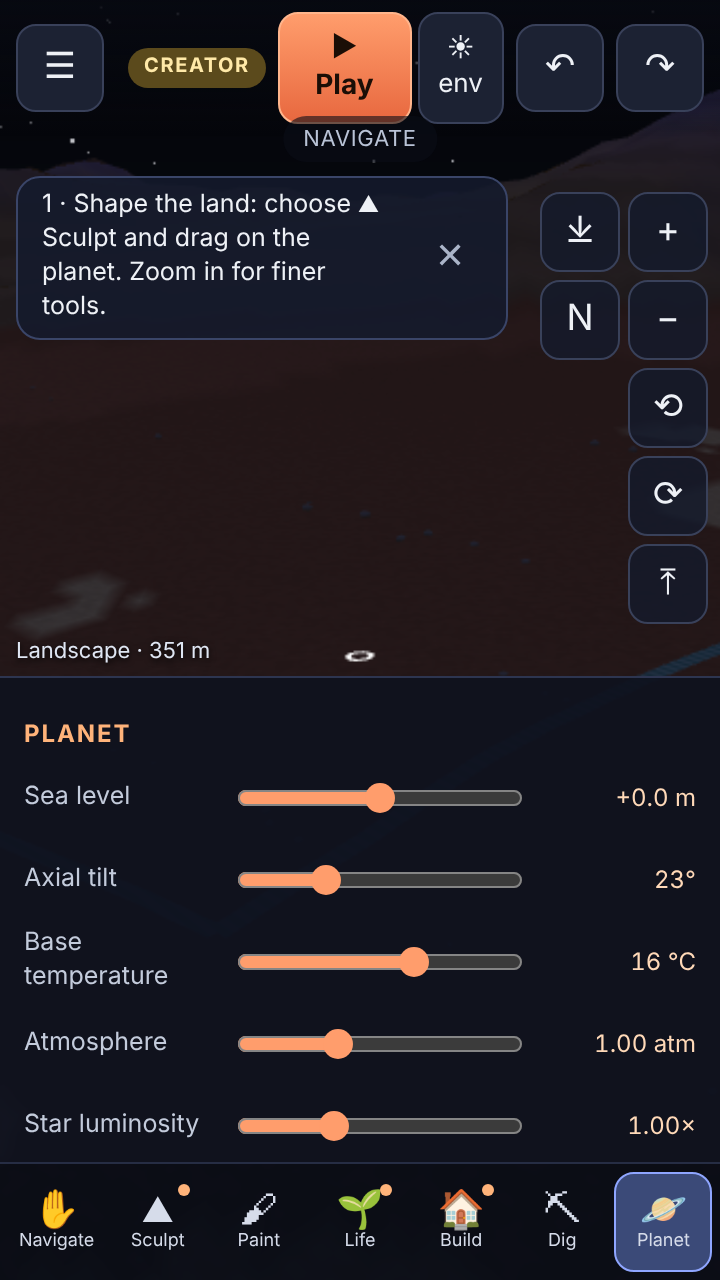 ☰
CREATOR
▶
Play
☀
env
↶
↷
NAVIGATE
1 · Shape the land: choose ▲
Sculpt and drag on the
planet. Zoom in for finer
tools.
✕
⤓
+
N
−
⟲
⟳
⤒
Landscape · 351 m
PLANET
Sea level +0.0 m
Axial tilt 23°
Base
temperature 16 °C
Atmosphere 1.00 atm
Star luminosity 1.00×
Navigate Sculpt Paint Life Build Dig Planet